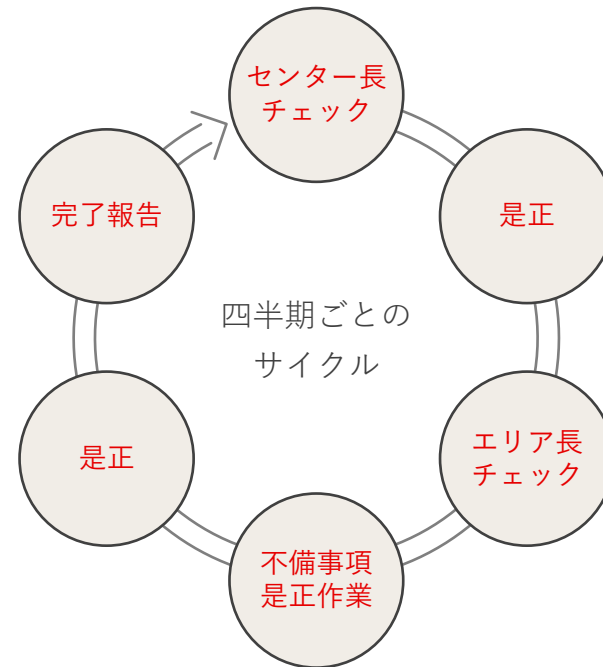 センター長
チェック
是正
エリア長
チェック
不備事項
是正作業
是正
完了報告
四半期ごとの
サイクル